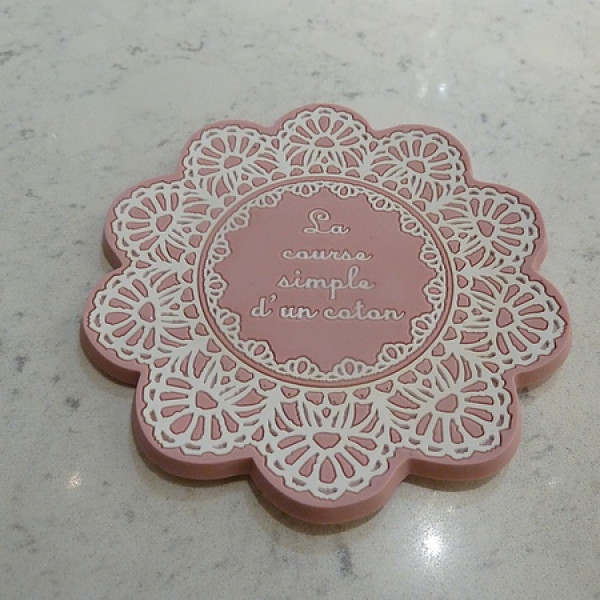 La
course
simple
d'un coton